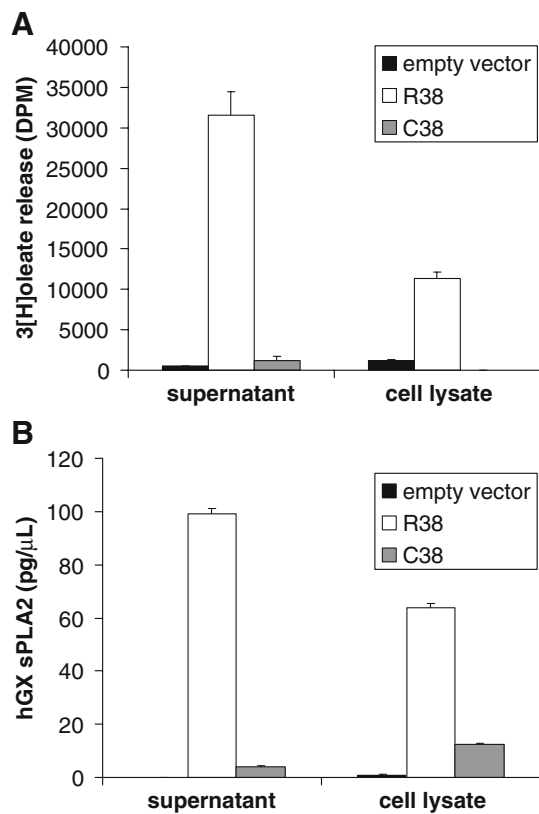 A
3[H]oleate release (DPM)
40000
35000
30000
25000
20000
15000
10000
5000
0
empty vector
R38
C38
supernatant
cell lysate
B
hGX sPLA2 (pg/μL)
120
100
80
60
40
20
0
empty vector
R38
C38
supernatant
cell lysate